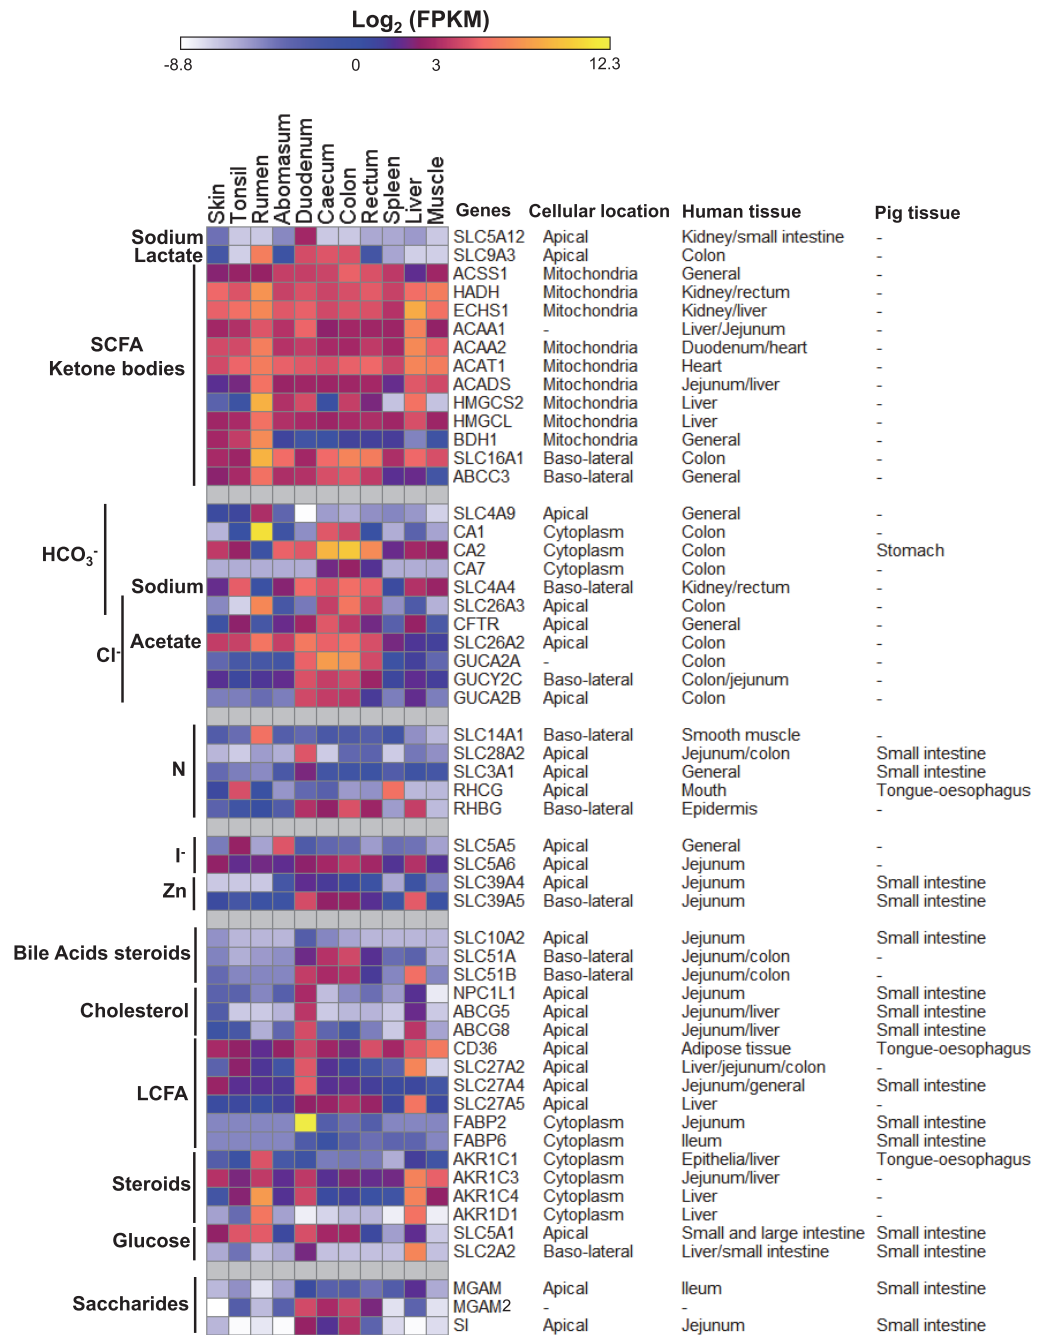 Log2 (FPKM)
-8.8 0 3 12.3
Skin Tonsil Rumen Abomasum Duodenum Caecum Colon Rectum Spleen Liver Muscle
Genes Cellular location Human tissue Pig tissue
Sodium SLC5A12 Apical Kidney/small intestine -
Lactate SLC9A3 Apical Colon -
ACSS1 Mitochondria General -
HADH Mitochondria Kidney/rectum -
ECHS1 Mitochondria Kidney/liver -
ACAA1 - Liver/Jejunum -
SCFA
ACAA2 Mitochondria Duodenum/heart -
Ketone bodies ACAT1 Mitochondria Heart -
ACADS Mitochondria Jejunum/liver -
HMGCS2 Mitochondria Liver -
HMGCL Mitochondria Liver -
BDH1 Mitochondria General -
SLC16A1 Baso-lateral Colon -
ABCC3 Baso-lateral General -
SLC4A9 Apical General -
CA1 Cytoplasm Colon -
HCO3- CA2 Cytoplasm Colon Stomach
CA7 Cytoplasm Colon -
Sodium SLC4A4 Baso-lateral Kidney/rectum -
SLC26A3 Apical Colon -
CFTR Apical General -
Cl- Acetate SLC26A2 Apical Colon -
GUCA2A - Colon -
GUCY2C Baso-lateral Colon/jejunum -
GUCA2B Apical Colon -
SLC14A1 Baso-lateral Smooth muscle -
SLC28A2 Apical Jejunum/colon Small intestine
N SLC3A1 Apical General Small intestine
RHCG Apical Mouth Tongue-oesophagus
RHBG Baso-lateral Epidermis -
I- SLC5A5 Apical General -
SLC5A6 Apical Jejunum -
Zn SLC39A4 Apical Jejunum Small intestine
SLC39A5 Baso-lateral Jejunum Small intestine
SLC10A2 Apical Jejunum Small intestine
Bile Acids steroids SLC51A Baso-lateral Jejunum/colon -
SLC51B Baso-lateral Jejunum/colon -
NPC1L1 Apical Jejunum Small intestine
Cholesterol ABCG5 Apical Jejunum/liver Small intestine
ABCG8 Apical Jejunum/liver Small intestine
CD36 Apical Adipose tissue Tongue-oesophagus
SLC27A2 Apical Liver/jejunum/colon -
LCFA SLC27A4 Apical Jejunum/general Small intestine
SLC27A5 Apical Liver -
FABP2 Cytoplasm Jejunum Small intestine
FABP6 Cytoplasm Ileum Small intestine
AKR1C1 Cytoplasm Epithelia/liver Tongue-oesophagus
Steroids AKR1C3 Cytoplasm Jejunum/liver -
AKR1C4 Cytoplasm Liver -
AKR1D1 Cytoplasm Liver -
Glucose SLC5A1 Apical Small and large intestine Small intestine
SLC2A2 Baso-lateral Liver/small intestine Small intestine
MGAM Apical Ileum Small intestine
Saccharides MGAM2 - -
SI Apical Jejunum Small intestine